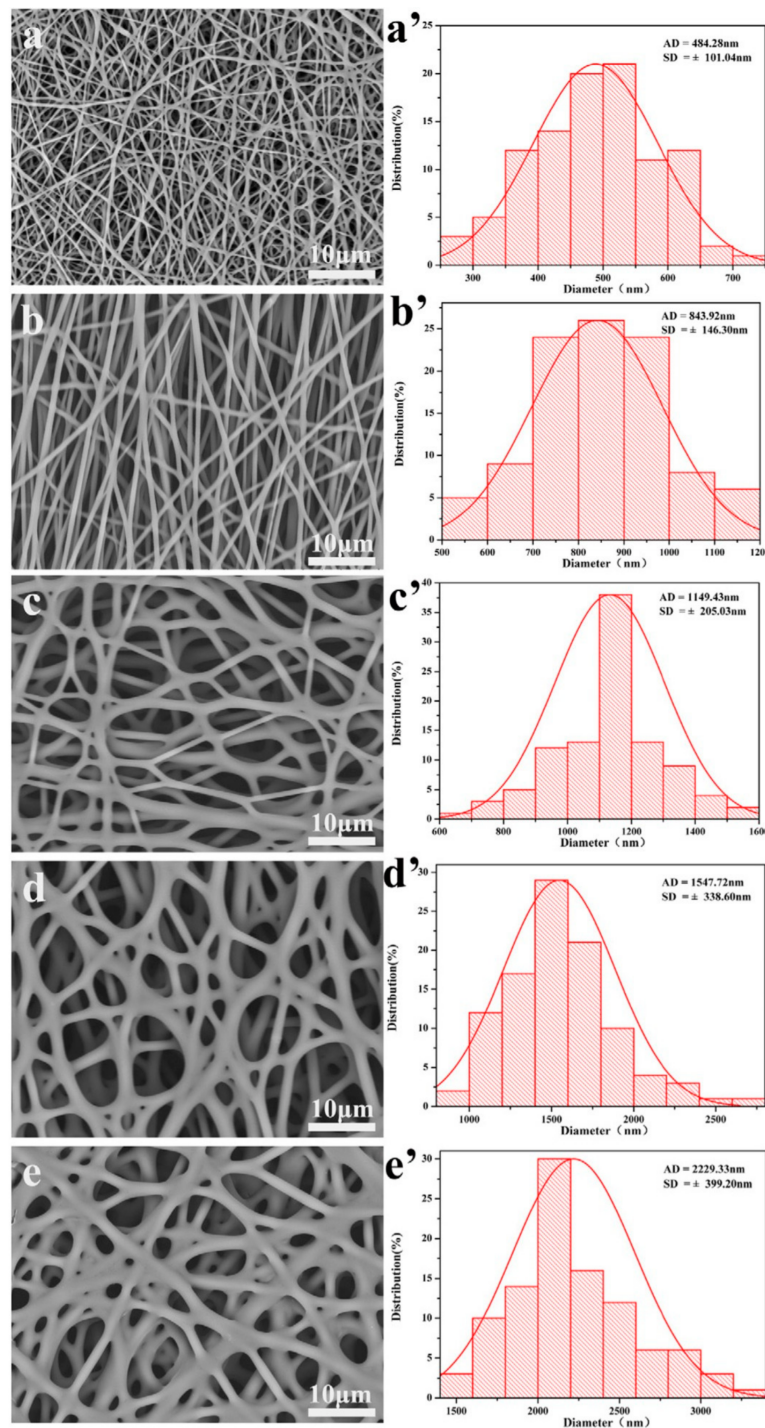 a
10μm
a’
AD = 484.28nm
SD = ± 101.04nm
Distribution(%)
25
20
15
10
5
0
300 400 500 600 700
Diameter（nm）
b
10μm
b’
AD = 843.92nm
SD = ± 146.30nm
Distribution(%)
25
20
15
10
5
0
500 600 700 800 900 1000 1100 1200
Diameter（nm）
c
10μm
c’
AD = 1149.43nm
SD = ± 205.03nm
Distribution(%)
40
35
30
25
20
15
10
5
0
600 800 1000 1200 1400 1600
Diameter（nm）
d
10μm
d’
AD = 1547.72nm
SD = ± 338.60nm
Distribution(%)
30
25
20
15
10
5
0
1000 1500 2000 2500
Diameter（nm）
e
10μm
e’
AD = 2229.33nm
SD = ± 399.20nm
Distribution(%)
30
25
20
15
10
5
0
1500 2000 2500 3000
Diameter（nm）